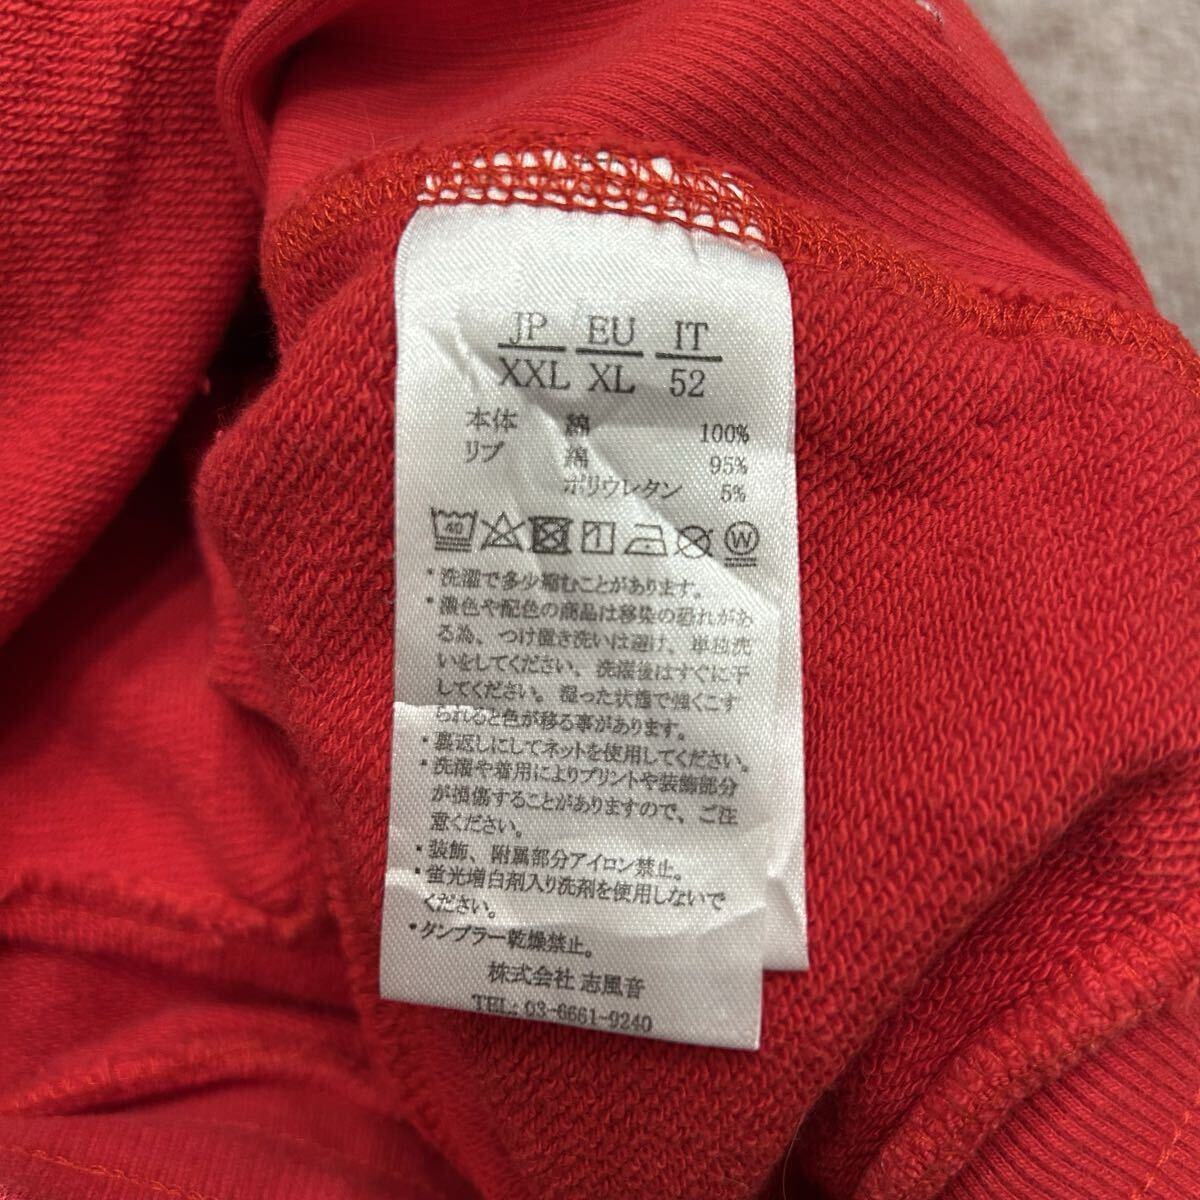 JP EU IT
XXL XL 52
本体 綿 100%
リブ 綿 95%
ポリウレタン 5%
40 W
・洗濯で多少縮むことがあります。
・濃色や配色の商品は移染の恐れがあ
る為、つけ置き洗いは避け、単独洗
いをしてください、洗濯後はすぐに干
してください。湿った状態で強くこす
られると色が移る事があります。
・裏返しにしてネットを使用してください。
・洗濯や着用によりプリントや装飾部分
が損傷することがありますので、ご注
意ください。
・装飾、附属部分アイロン禁止。
・蛍光増白剤入り洗剤を使用しないで
ください。
・タンブラー乾燥禁止。
株式会社 志風音
TEL: 03-6661-9240